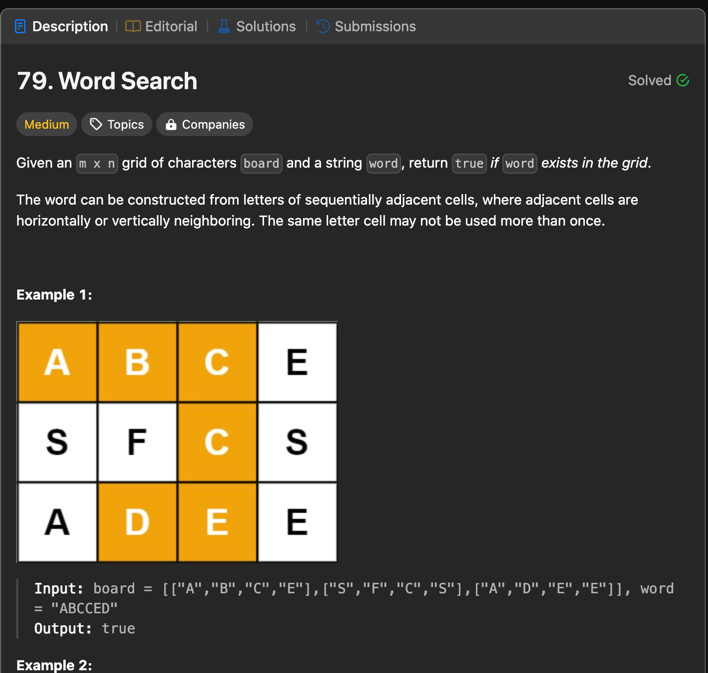 Description | Editorial | Solutions | Submissions
79. Word Search Solved
Medium Topics Companies
Given an m x n grid of characters board and a string word, return true if word exists in the grid.
The word can be constructed from letters of sequentially adjacent cells, where adjacent cells are
horizontally or vertically neighboring. The same letter cell may not be used more than once.
Example 1:
A B C E
S F C S
A D E E
Input: board = [["A","B","C","E"],["S","F","C","S"],["A","D","E","E"]], word
= "ABCCED"
Output: true
Example 2: